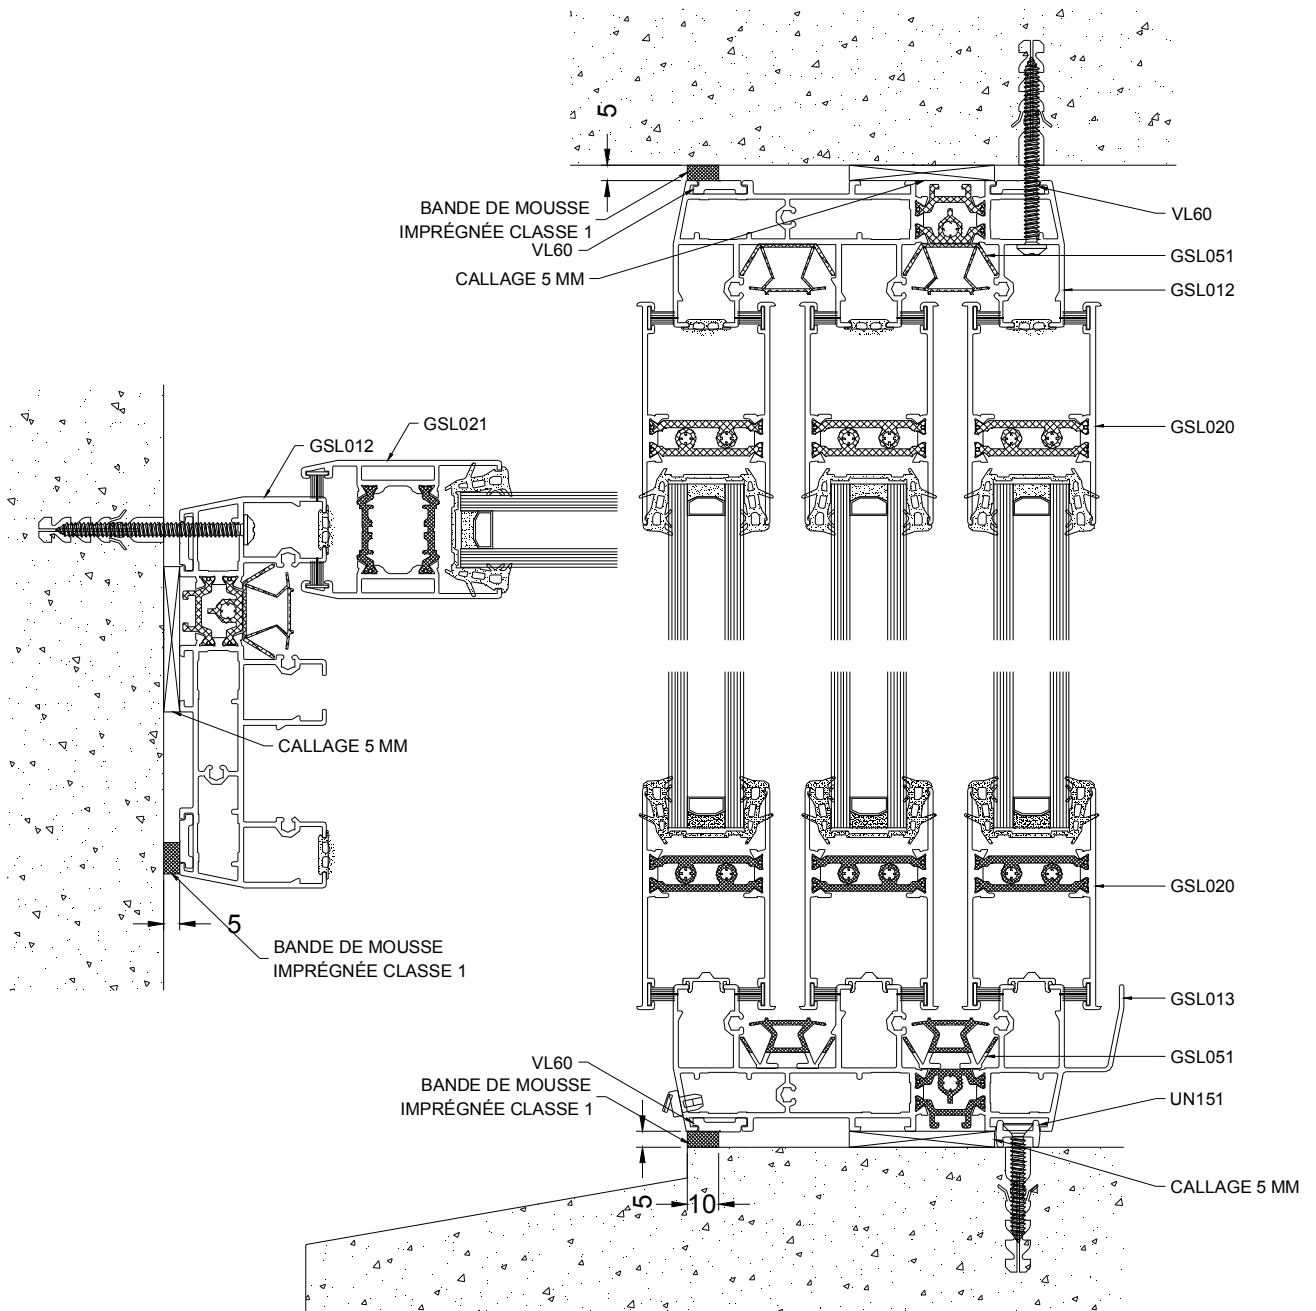 5
BANDE DE MOUSSE
IMPRÉGNÉE CLASSE 1
VL60
CALLAGE 5 MM
VL60
GSL051
GSL012
GSL020
GSL021
GSL012
CALLAGE 5 MM
5
BANDE DE MOUSSE
IMPRÉGNÉE CLASSE 1
GSL020
GSL013
GSL051
UN151
CALLAGE 5 MM
VL60
BANDE DE MOUSSE
IMPRÉGNÉE CLASSE 1
5
10